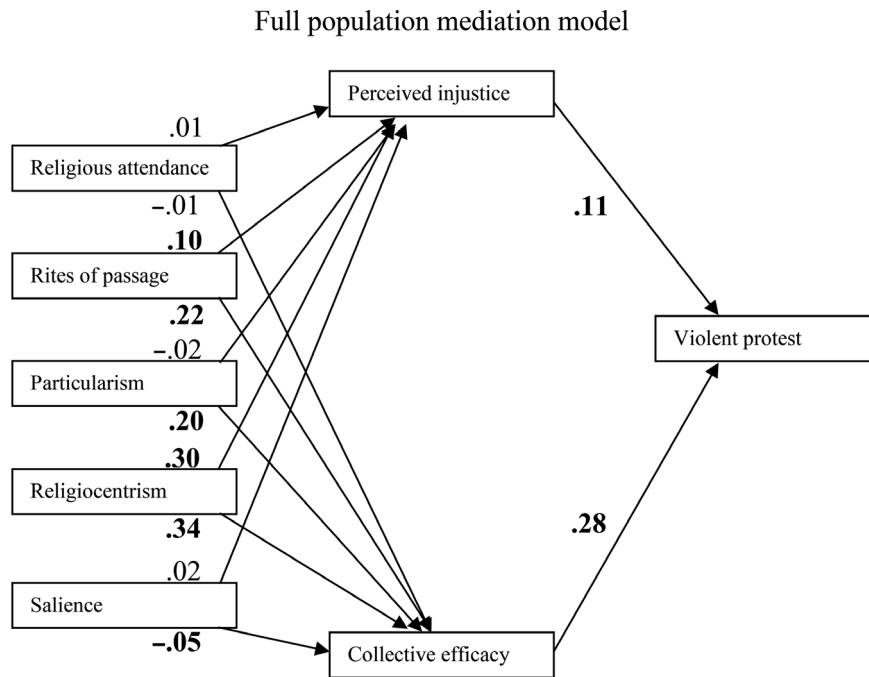 Full population mediation model
Perceived injustice
.01
Religious attendance
–.01
.10
.11
Rites of passage
.22
–.02
Violent protest
Particularism
.20
.30
Religiocentrism
.34
.28
.02
Salience
–.05
Collective efficacy